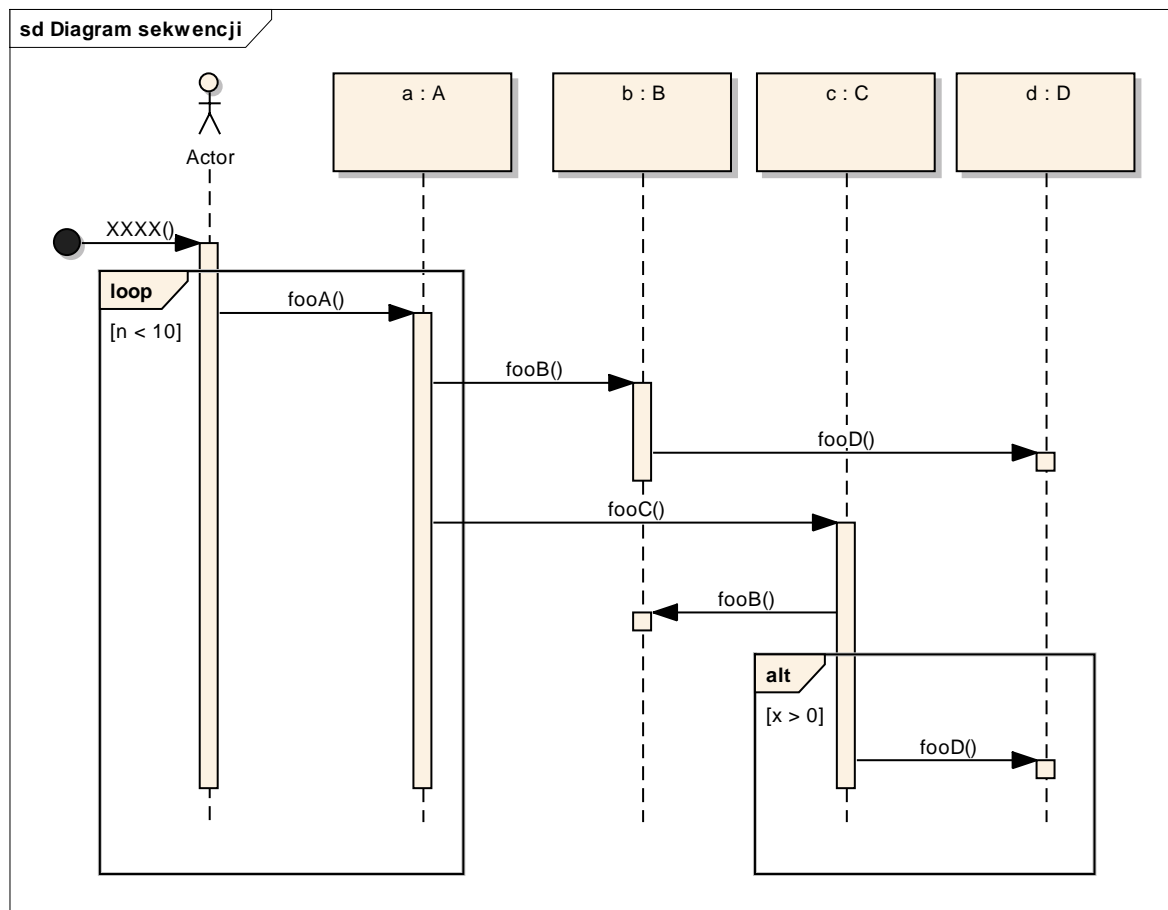 sd Diagram sekwencji
Actor
a : A
b : B
c : C
d : D
XXXX()
loop
[n < 10]
fooA()
fooB()
fooD()
fooC()
fooB()
alt
[x > 0]
fooD()